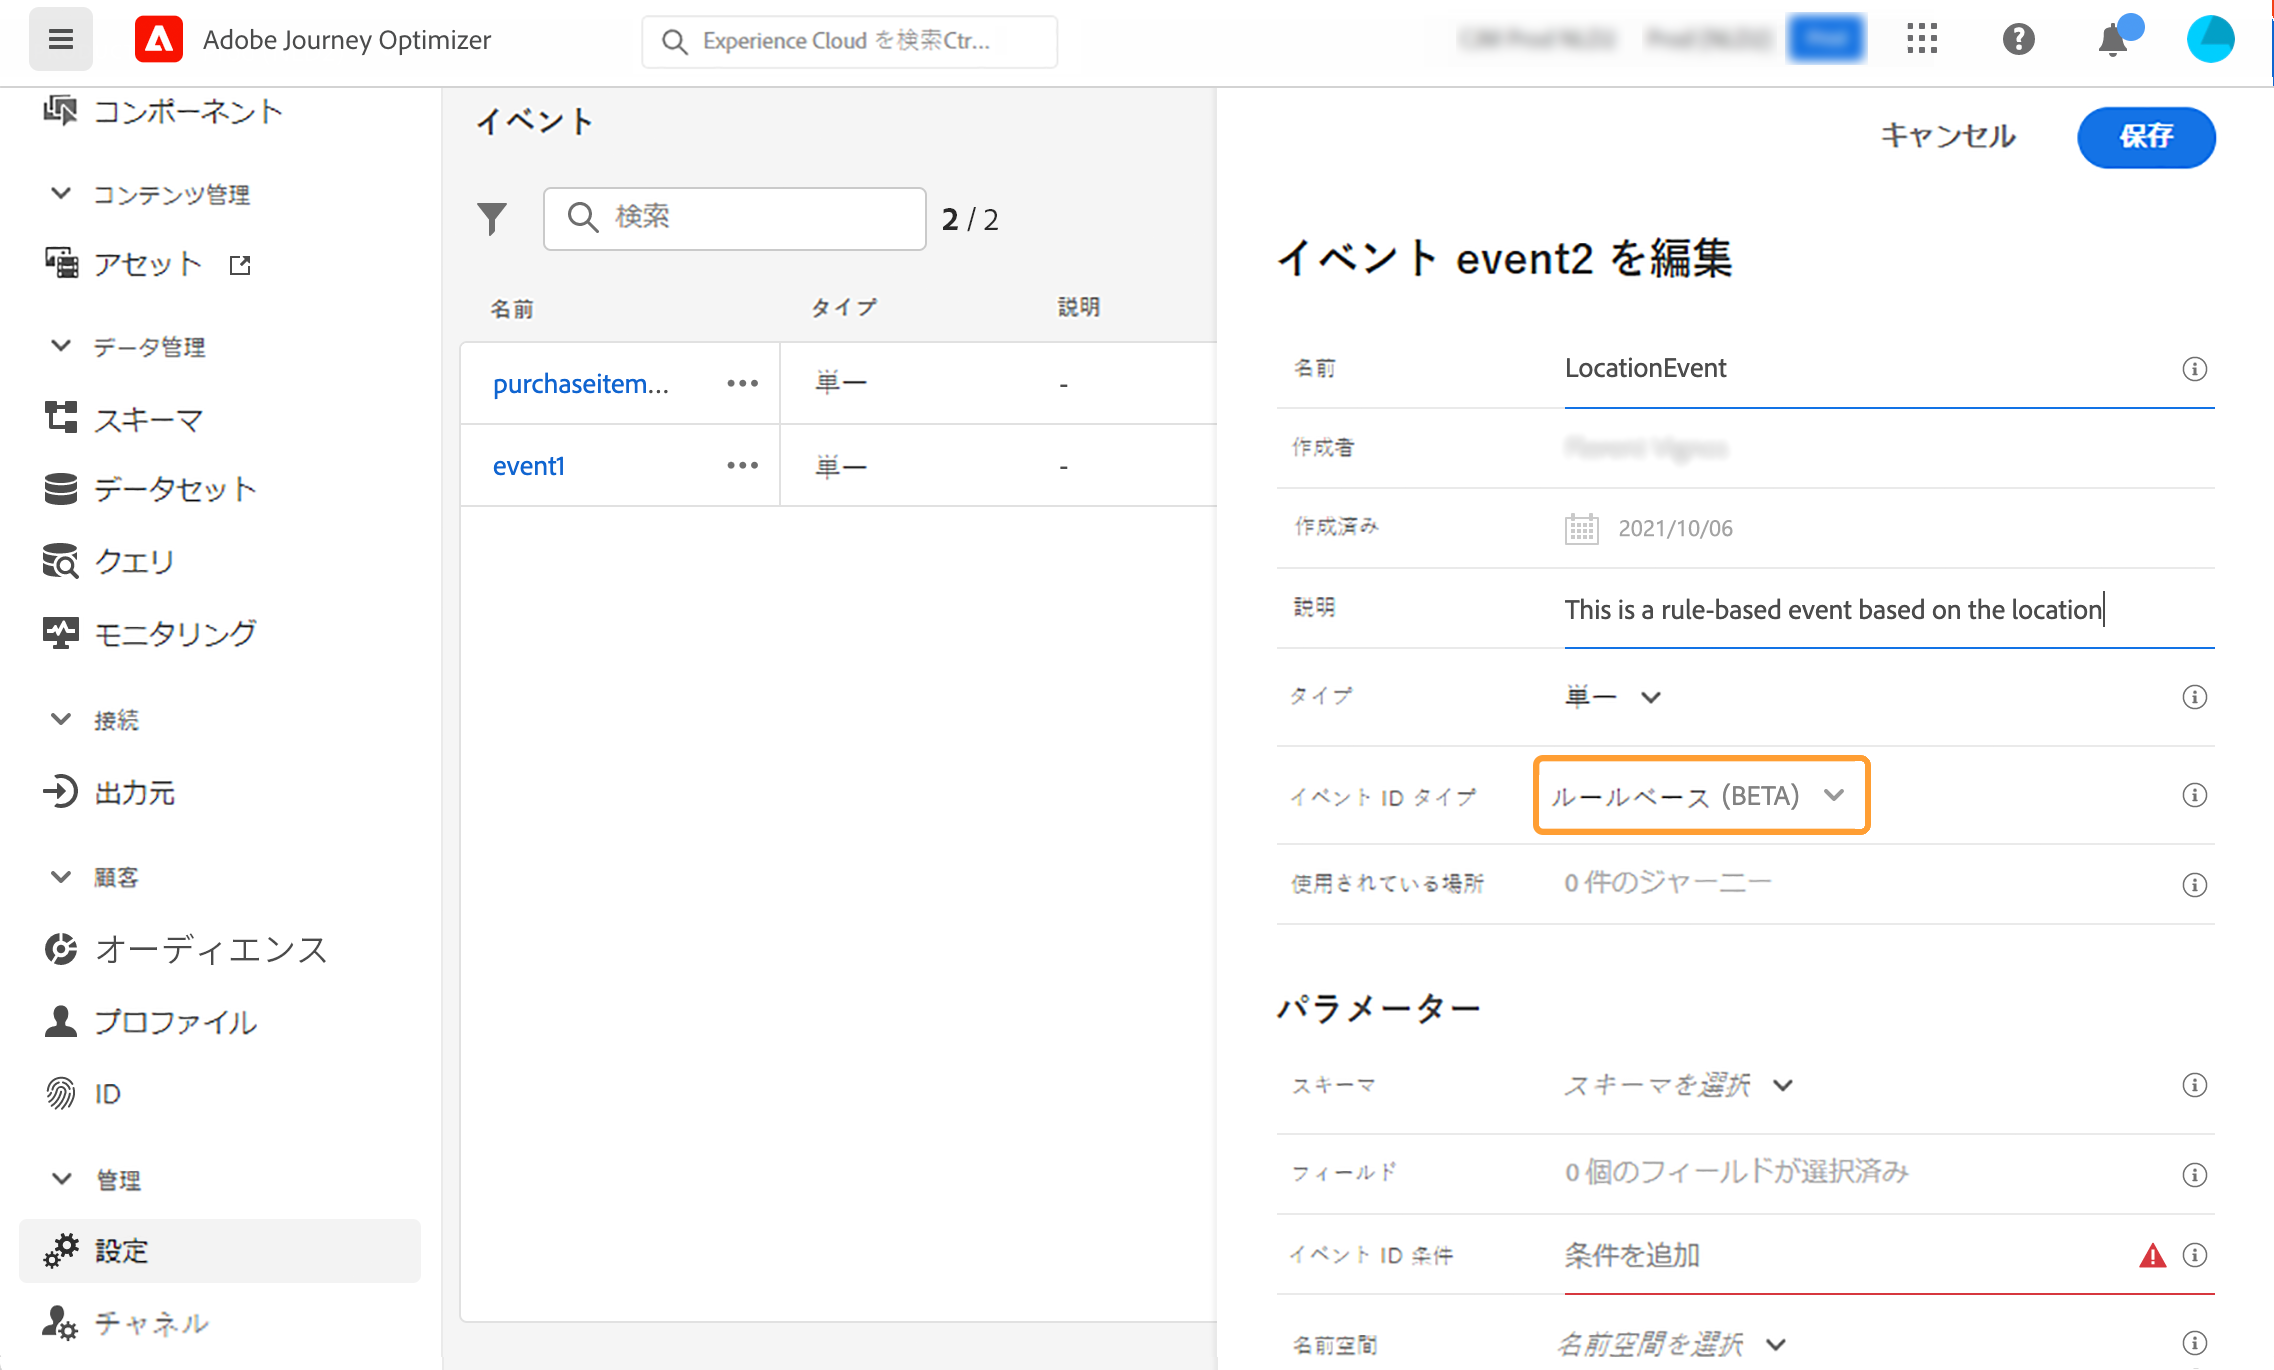 Adobe Journey Optimizer
Experience Cloud を検索Ctr...
コンポーネント
コンテンツ管理
アセット
データ管理
スキーマ
データセット
クエリ
モニタリング
接続
出力元
顧客
オーディエンス
プロファイル
ID
管理
設定
チャネル
イベント
検索
2 / 2
名前 タイプ 説明
purchaseitem... 単一 -
event1 単一 -
キャンセル 保存
イベント event2 を編集
名前 LocationEvent
作成者
作成済み 2021/10/06
説明 This is a rule-based event based on the location
タイプ 単一
イベント ID タイプ ルールベース (BETA)
使用されている場所 0 件のジャーニー
パラメーター
スキーマ スキーマを選択
フィールド 0 個のフィールドが選択済み
イベント ID 条件 条件を追加
名前空間 名前空間を選択